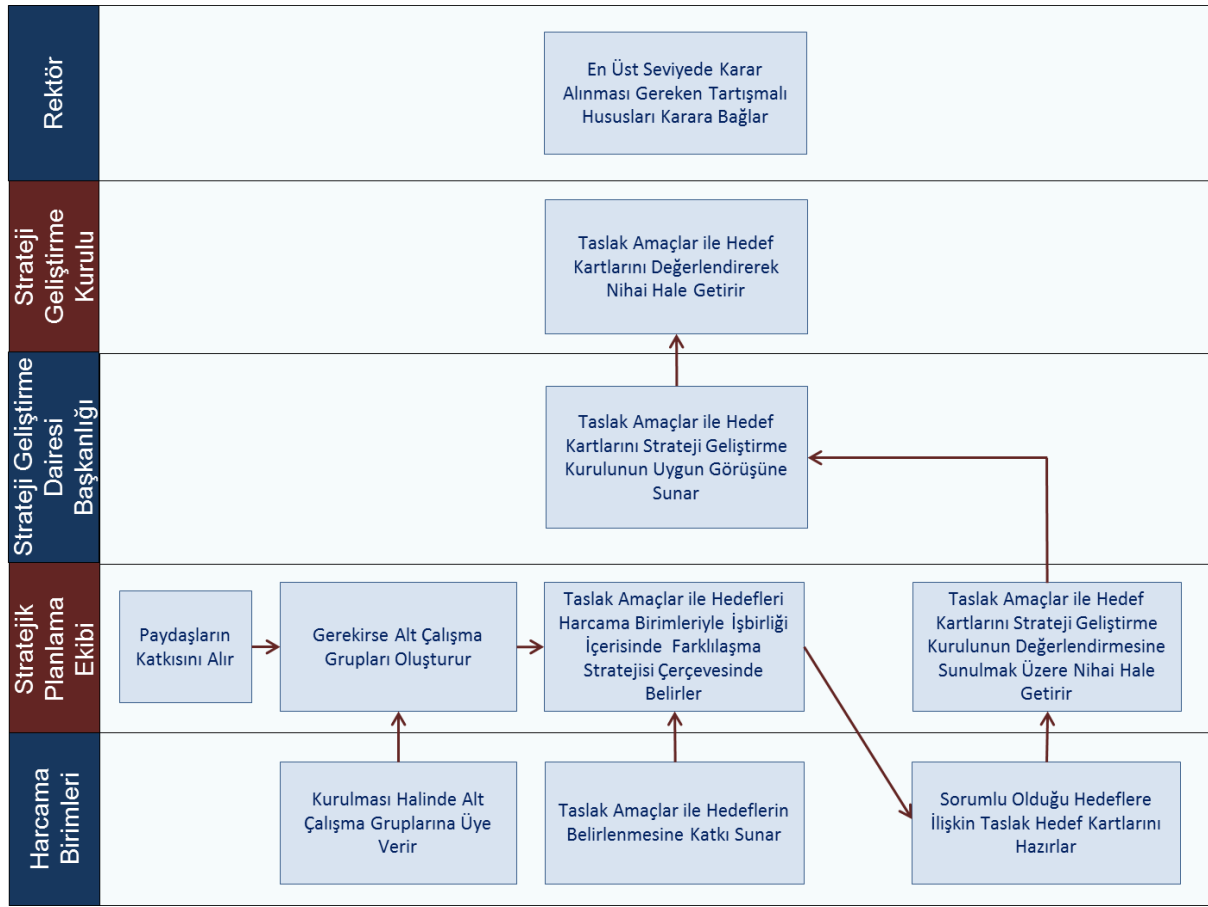 Rektör
En Üst Seviyede Karar
Alınması Gereken Tartışmalı
Hususları Karara Bağlar
Strateji
Geliştirme
Kurulu
Taslak Amaçlar ile Hedef
Kartlarını Değerlendirerek
Nihai Hale Getirir
Strateji Geliştirme
Dairesi
Başkanlığı
Taslak Amaçlar ile Hedef
Kartlarını Strateji Geliştirme
Kurulunun Uygun Görüşüne
Sunar
Stratejik
Planlama
Ekibi
Paydaşların
Katkısını Alır
Gerekirse Alt Çalışma
Grupları Oluşturur
Taslak Amaçlar ile Hedefleri
Harcama Birimleriyle İşbirliği
İçerisinde Farklılaşma
Stratejisi Çerçevesinde
Belirler
Taslak Amaçlar ile Hedef
Kartlarını Strateji Geliştirme
Kurulunun Değerlendirmesine
Sunulmak Üzere Nihai Hale
Getirir
Harcama
Birimleri
Kurulması Halinde Alt
Çalışma Gruplarına Üye
Verir
Taslak Amaçlar ile Hedeflerin
Belirlenmesine Katkı Sunar
Sorumlu Olduğu Hedeflere
İlişkin Taslak Hedef Kartlarını
Hazırlar